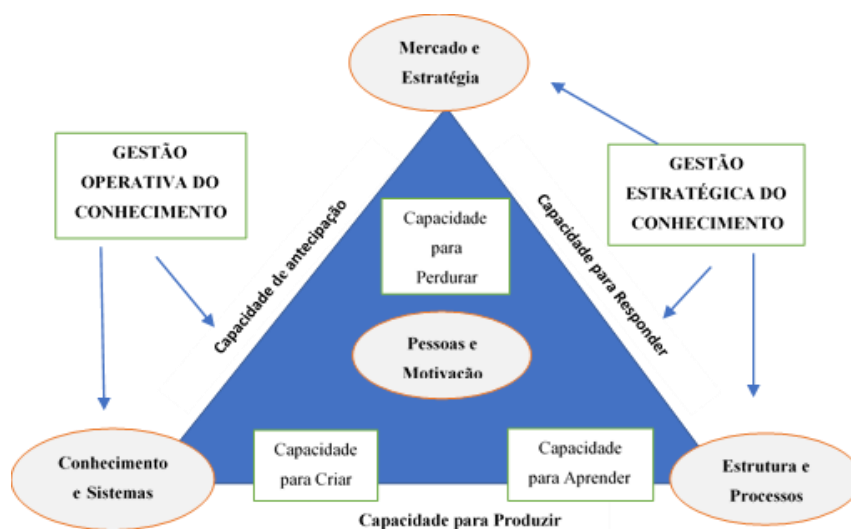 Mercado e
Estratégia
GESTÃO
OPERATIVA DO
CONHECIMENTO
GESTÃO
ESTRATÉGICA DO
CONHECIMENTO
Capacidade de antecipação
Capacidade
para
Perdurar
Capacidade para Responder
Pessoas e
Motivação
Conhecimento
e Sistemas
Capacidade
para Criar
Capacidade
para Aprender
Estrutura e
Processos
Capacidade para Produzir